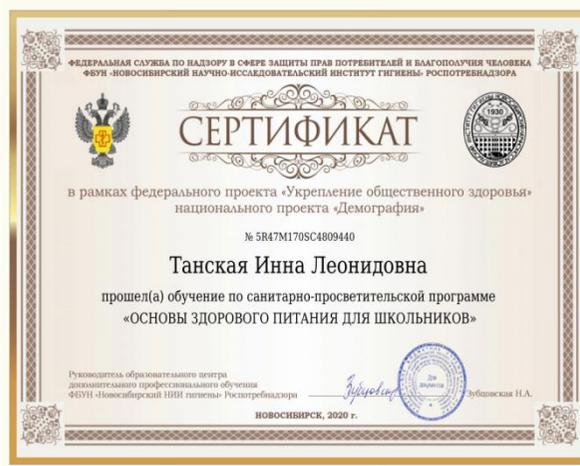 ФЕДЕРАЛЬНАЯ СЛУЖБА ПО НАДЗОРУ В СФЕРЕ ЗАЩИТЫ ПРАВ ПОТРЕБИТЕЛЕЙ И БЛАГОПОЛУЧИЯ ЧЕЛОВЕКА
ФБУН «НОВОСИБИРСКИЙ НАУЧНО-ИССЛЕДОВАТЕЛЬСКИЙ ИНСТИТУТ ГИГИЕНЫ» РОСПОТРЕБНАДЗОРА
1930
СЕРТИФИКАТ
в рамках федерального проекта «Укрепление общественного здоровья»
национального проекта «Демография»
№ 5R47M170SC4809440
Танская Инна Леонидовна
прошел(а) обучение по санитарно-просветительской программе
«ОСНОВЫ ЗДОРОВОГО ПИТАНИЯ ДЛЯ ШКОЛЬНИКОВ»
Руководитель образовательного центра
дополнительного профессионального обучения
ФБУН «Новосибирский НИИ гигиены» Роспотребнадзора
Для
документов
Зубцовская Н.А.
НОВОСИБИРСК, 2020 г.